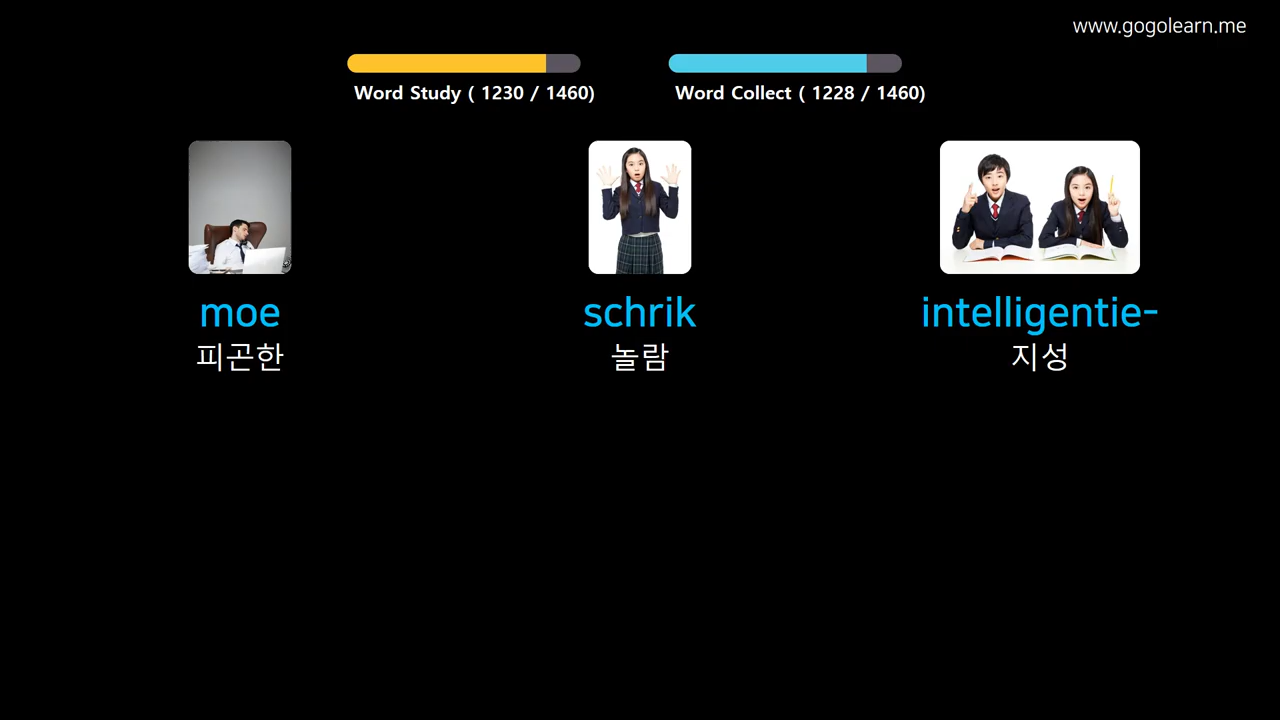 www.gogolearn.me
Word Study ( 1230 / 1460)
Word Collect ( 1228 / 1460)
moe
schrik
intelligentie-
피곤한
놀람
지성